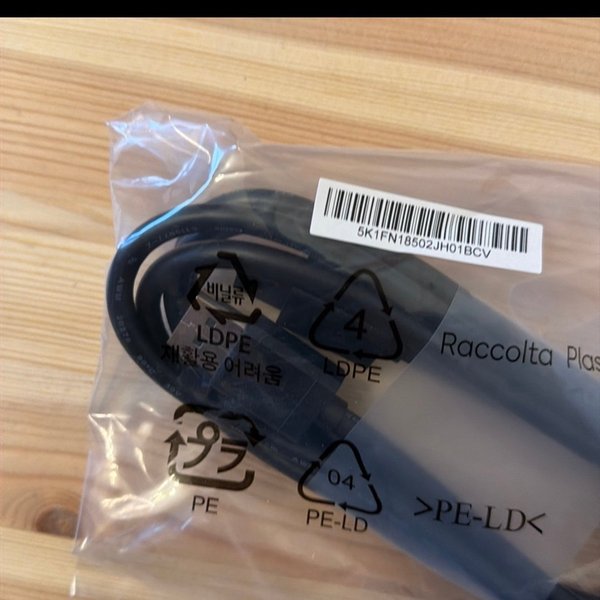 5K1FN18502JH01BCV
비닐류
LDPE
재활용 어려움
4
LDPE
Raccolta
プラ
PE
04
PE-LD
>PE-LD<